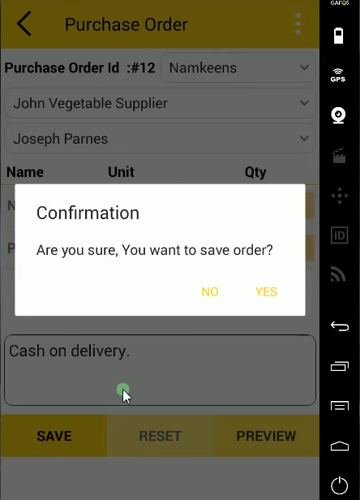 GAFQS
Purchase Order
Purchase Order Id :#12 Namkeens
GPS
John Vegetable Supplier
Joseph Parnes
Name Unit Qty
N
Confirmation
Are you sure, You want to save order?
ID
P
NO YES
Cash on delivery.
SAVE RESET PREVIEW